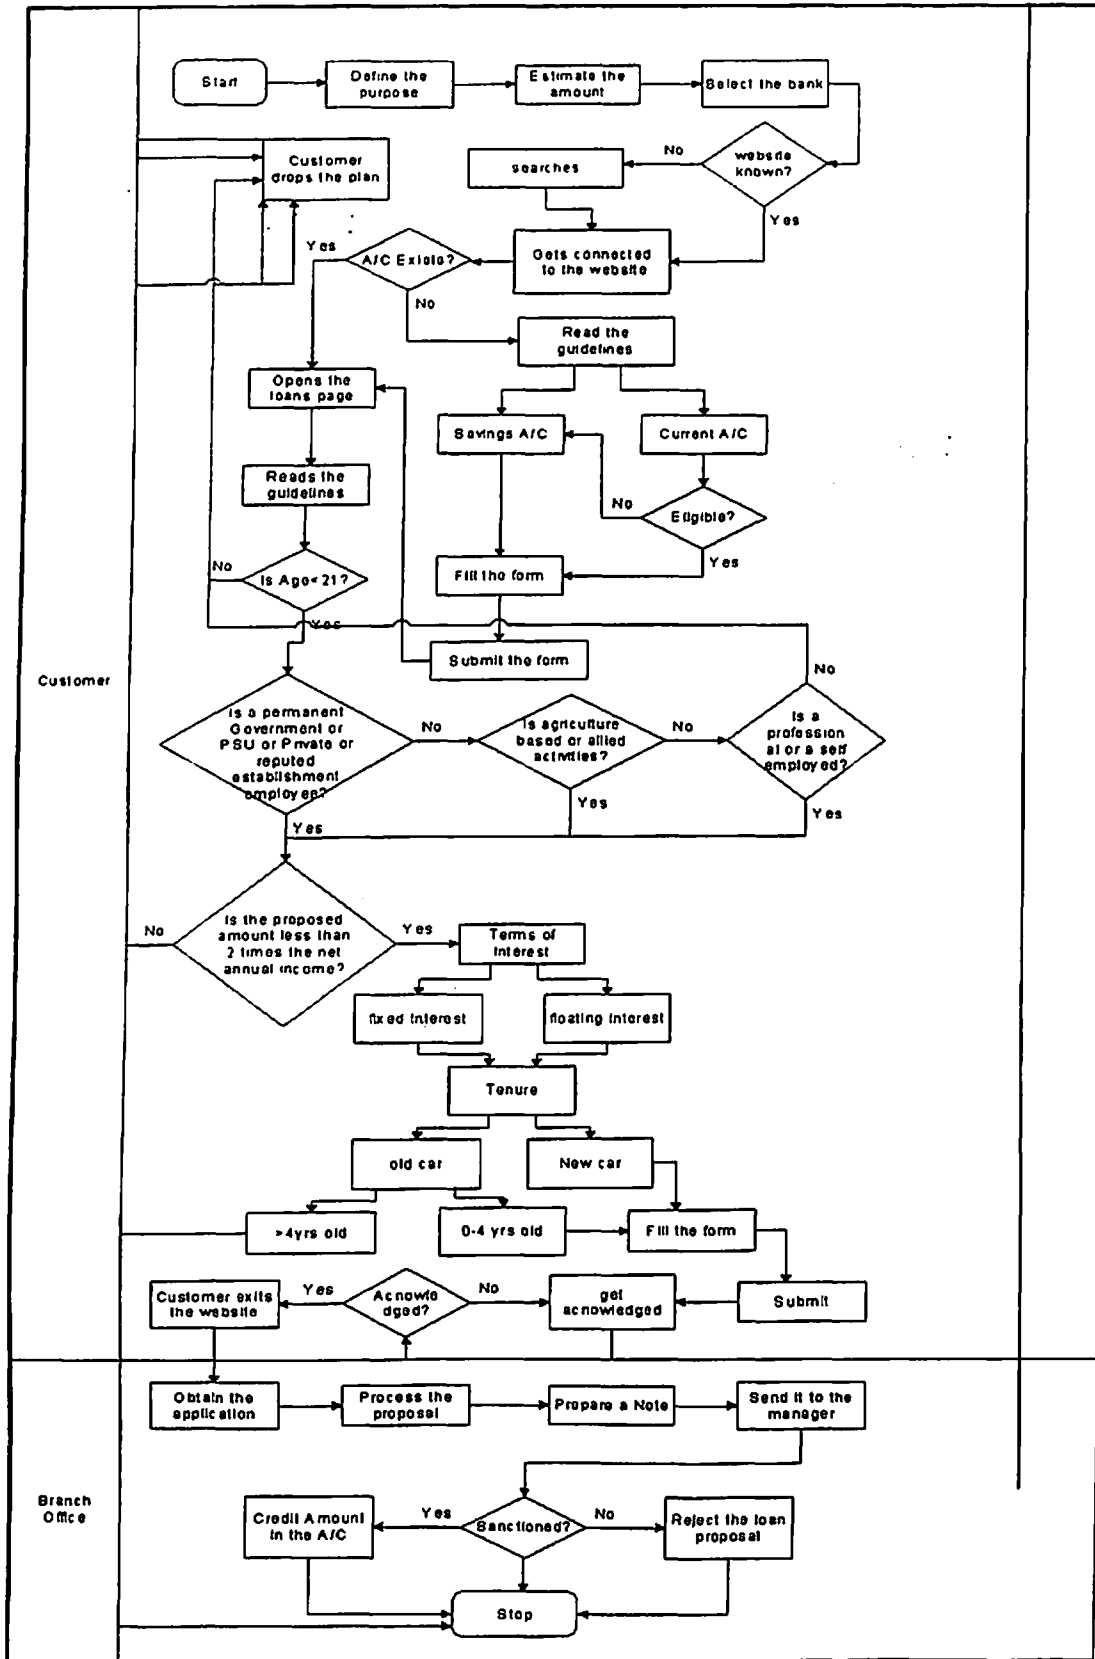 Start
Define the
purpose
Estimate the
amount
Select the bank
website
known?
No
Yes
searches
Customer
drops the plan
Gets connected
to the website
A/C Exists?
Yes
No
Read the
guidelines
Opens the
loans page
Savings A/C
Current A/C
Reads the
guidelines
No
Eligible?
Yes
No
Is Age<21?
Yes
Fill the form
Submit the form
Customer
No
Is a permanent
Government or
PSU or Private or
reputed
establishment
employee?
No
Is agriculture
based or allied
activities?
No
Is a
profession
al or a self
employed?
Yes
Yes
Yes
No
Is the proposed
amount less than
2 times the net
annual income?
Yes
Terms of
Interest
fixed Interest
floating Interest
Tenure
old car
New car
>4yrs old
0-4 yrs old
Fill the form
Customer exits
the website
Yes
Acnowle
dged?
No
get
acnowledged
Submit
Obtain the
application
Process the
proposal
Prepare a Note
Send it to the
manager
Branch
Office
Credit Amount
in the A/C
Yes
Sanctioned?
No
Reject the loan
proposal
Stop